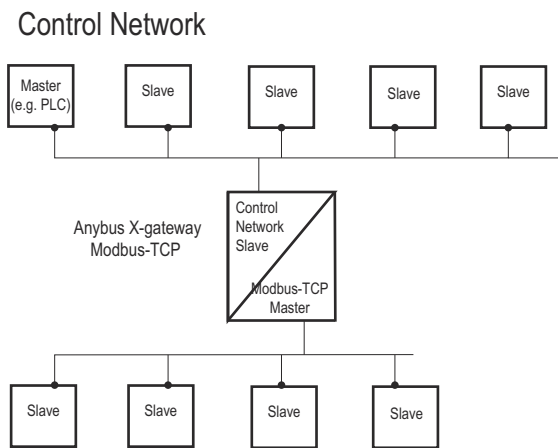 Control Network
Master
(e.g. PLC)
Slave
Slave
Slave
Slave
Anybus X-gateway
Modbus-TCP
Control
Network
Slave
Modbus-TCP
Master
Slave
Slave
Slave
Slave